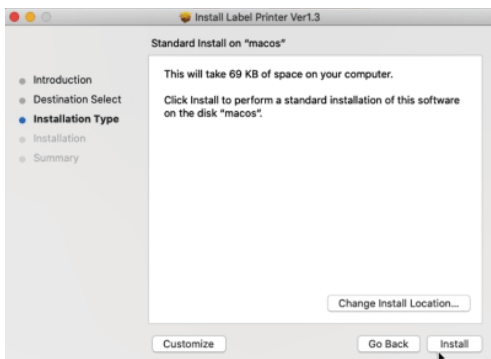 Install Label Printer Ver1.3
Standard Install on "macos"
Introduction
Destination Select
Installation Type
Installation
Summary
This will take 69 KB of space on your computer.
Click Install to perform a standard installation of this software
on the disk "macos".
Change Install Location...
Customize
Go Back
Install